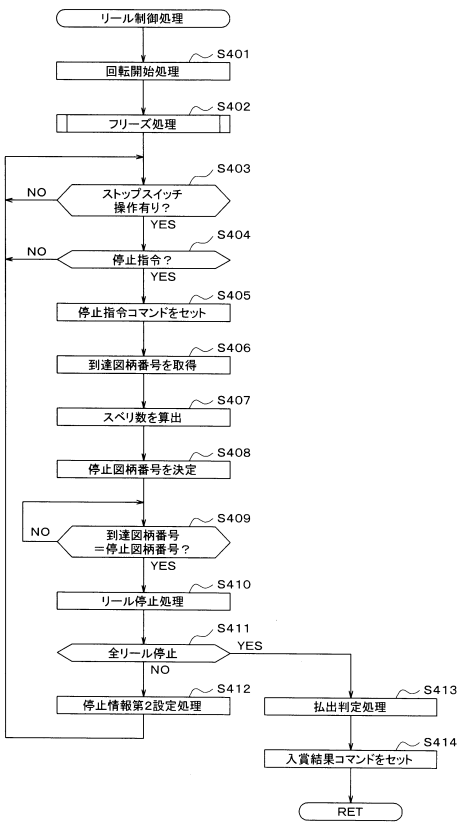 リール制御処理
S401
回転開始処理
S402
フリーズ処理
S403
ストップスイッチ
操作有り?
NO
YES
S404
停止指令?
NO
YES
S405
停止指令コマンドをセット
S406
到達図柄番号を取得
S407
スベリ数を算出
S408
停止図柄番号を決定
S409
到達図柄番号
=停止図柄番号?
NO
YES
S410
リール停止処理
S411
全リール停止
YES
NO
S412
停止情報第2設定処理
S413
払出判定処理
S414
入賞結果コマンドをセット
RET